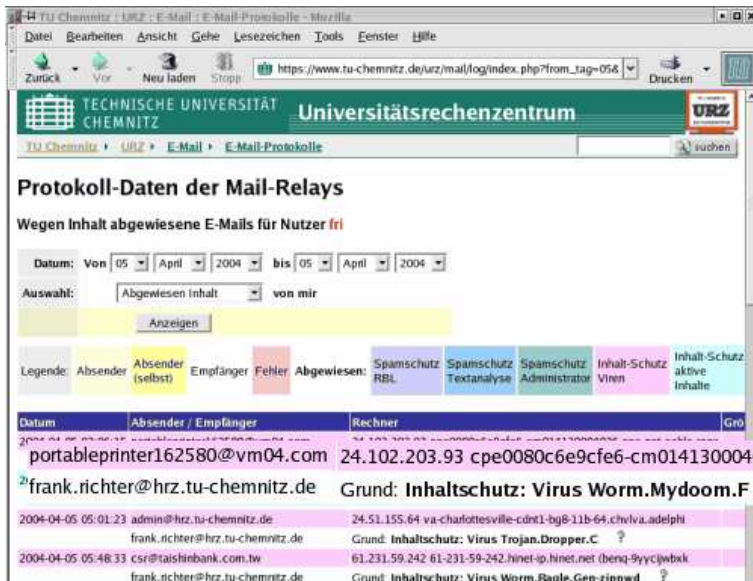 TU Chemnitz : URZ : E-Mail : E-Mail-Protokolle - Mozilla
Datei Bearbeiten Ansicht Gehe Lesezeichen Tools Fenster Hilfe
Zurück Vor Neu laden Stopp https://www.tu-chemnitz.de/urz/mail/log/index.php?from_tag=05& Drucken
TECHNISCHE UNIVERSITÄT
CHEMNITZ
Universitätsrechenzentrum
URZ
TU Chemnitz URZ E-Mail E-Mail-Protokolle suchen
Protokoll-Daten der Mail-Relays
Wegen Inhalt abgewiesene E-Mails für Nutzer fri
Datum: Von 05 April 2004 bis 05 April 2004
Auswahl: Abgewiesen Inhalt von mir
Anzeigen
Legende: Absender Absender (selbst) Empfänger Fehler Abgewiesen: Spamschutz RBL Spamschutz Textanalyse Spamschutz Administrator Inhalt-Schutz Viren Inhalt-Schutz aktive Inhalte
Datum Absender / Empfänger Rechner Grö
portableprinter162580@vm04.com 24.102.203.93 cpe0080c6e9cfe6-cm014130004
frank.richter@hrz.tu-chemnitz.de Grund: Inhaltschutz: Virus Worm.Mydoom.F
2004-04-05 05:01:23 admin@hrz.tu-chemnitz.de 24.51.155.64 va-charlottesville-cdnt1-bg8-11b-64.chvlva.adelphi
frank.richter@hrz.tu-chemnitz.de Grund: Inhaltschutz: Virus Trojan.Dropper.C ?
2004-04-05 05:48:33 csr@taishinbank.com.tw 61.231.59.242 61-231-59-242.hinet-ip.hinet.net (benq-9yycijwbxk
frank.richter@hrz.tu-chemnitz.de Grund: Inhaltschutz: Virus Worm.Bagle.Gen-zippwd ?